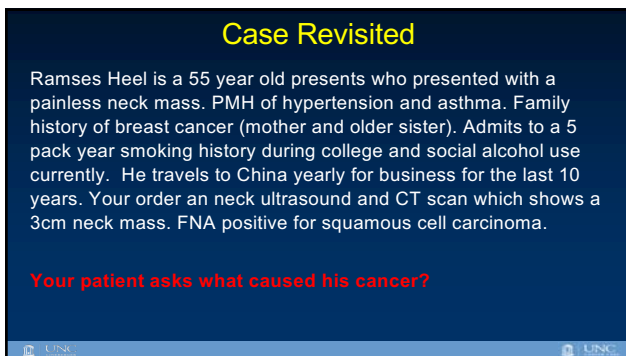 Case Revisited
Ramses Heel is a 55 year old presents who presented with a
painless neck mass. PMH of hypertension and asthma. Family
history of breast cancer (mother and older sister). Admits to a 5
pack year smoking history during college and social alcohol use
currently.  He travels to China yearly for business for the last 10
years. Your order an neck ultrasound and CT scan which shows a
3cm neck mass. FNA positive for squamous cell carcinoma.
Your patient asks what caused his cancer?
UNC
UNC